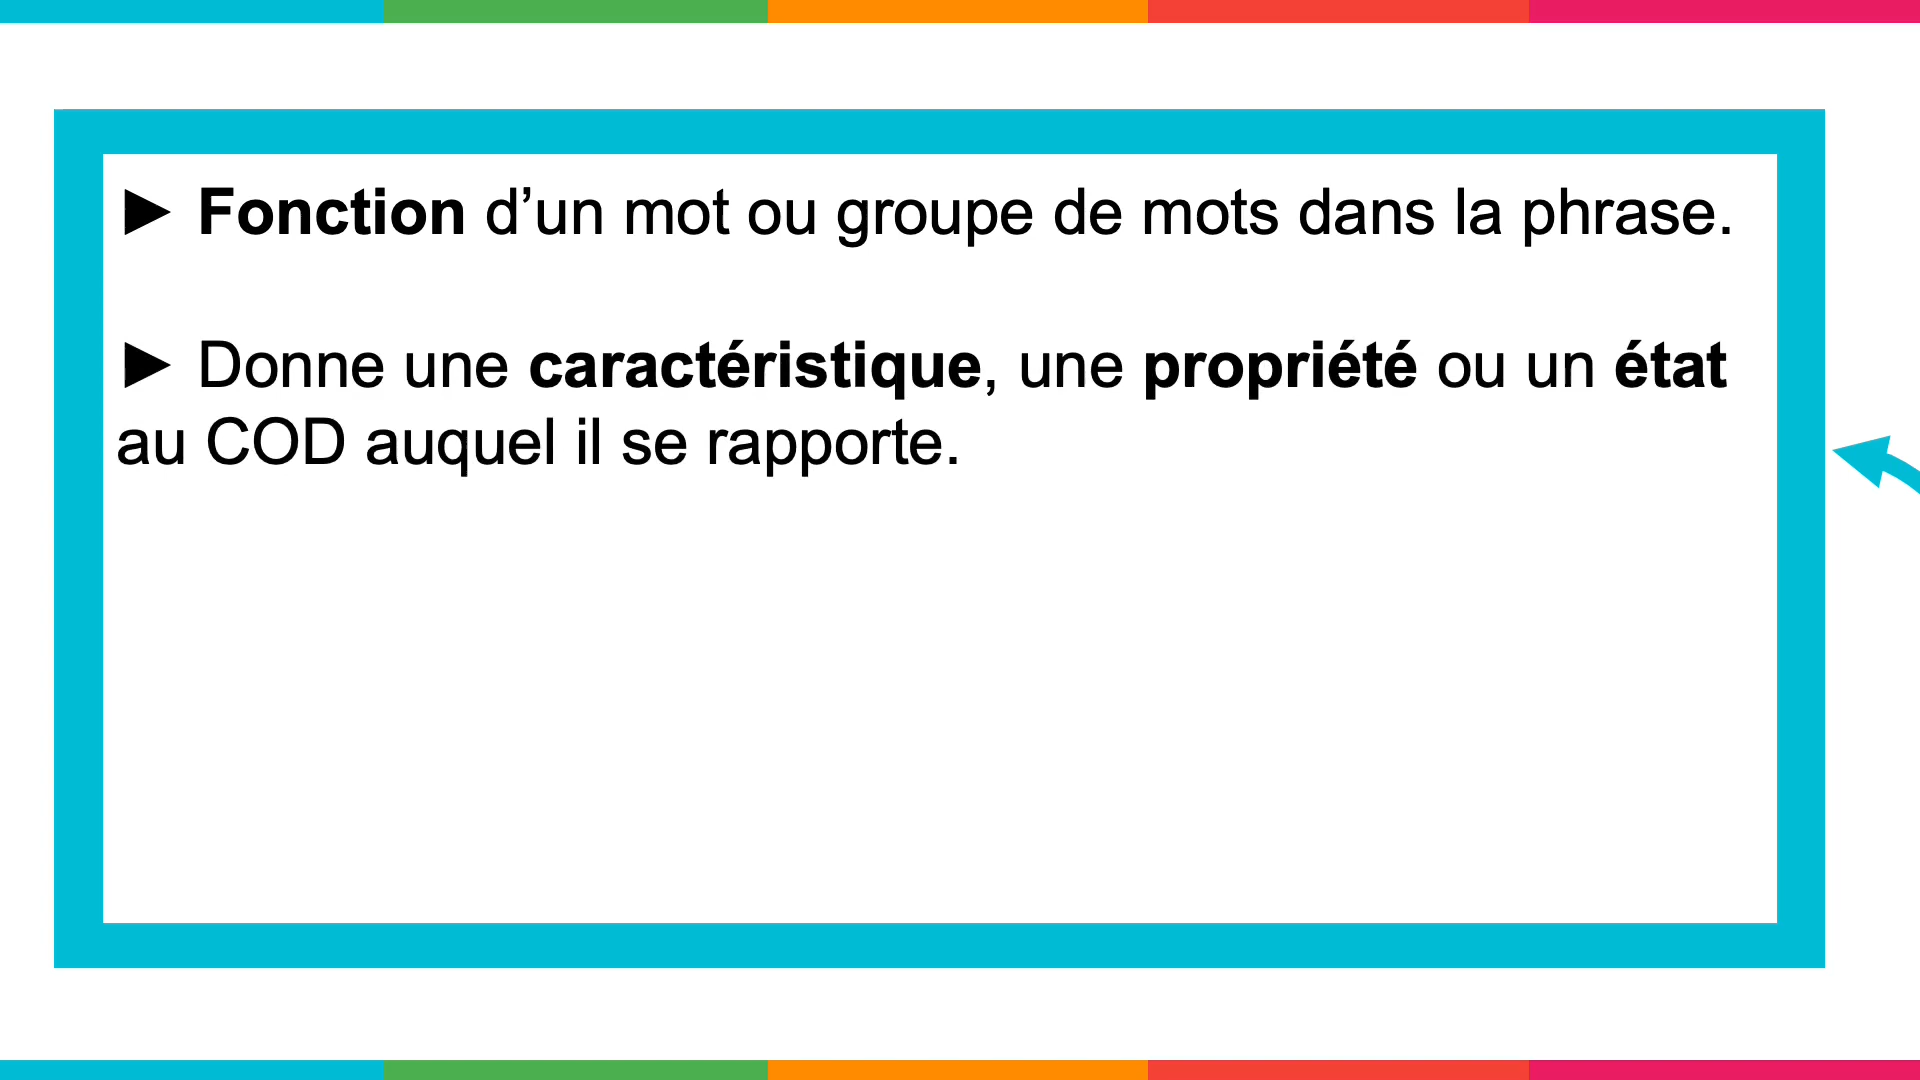 ► Fonction d’un mot ou groupe de mots dans la phrase.
► Donne une caractéristique, une propriété ou un état
au COD auquel il se rapporte.